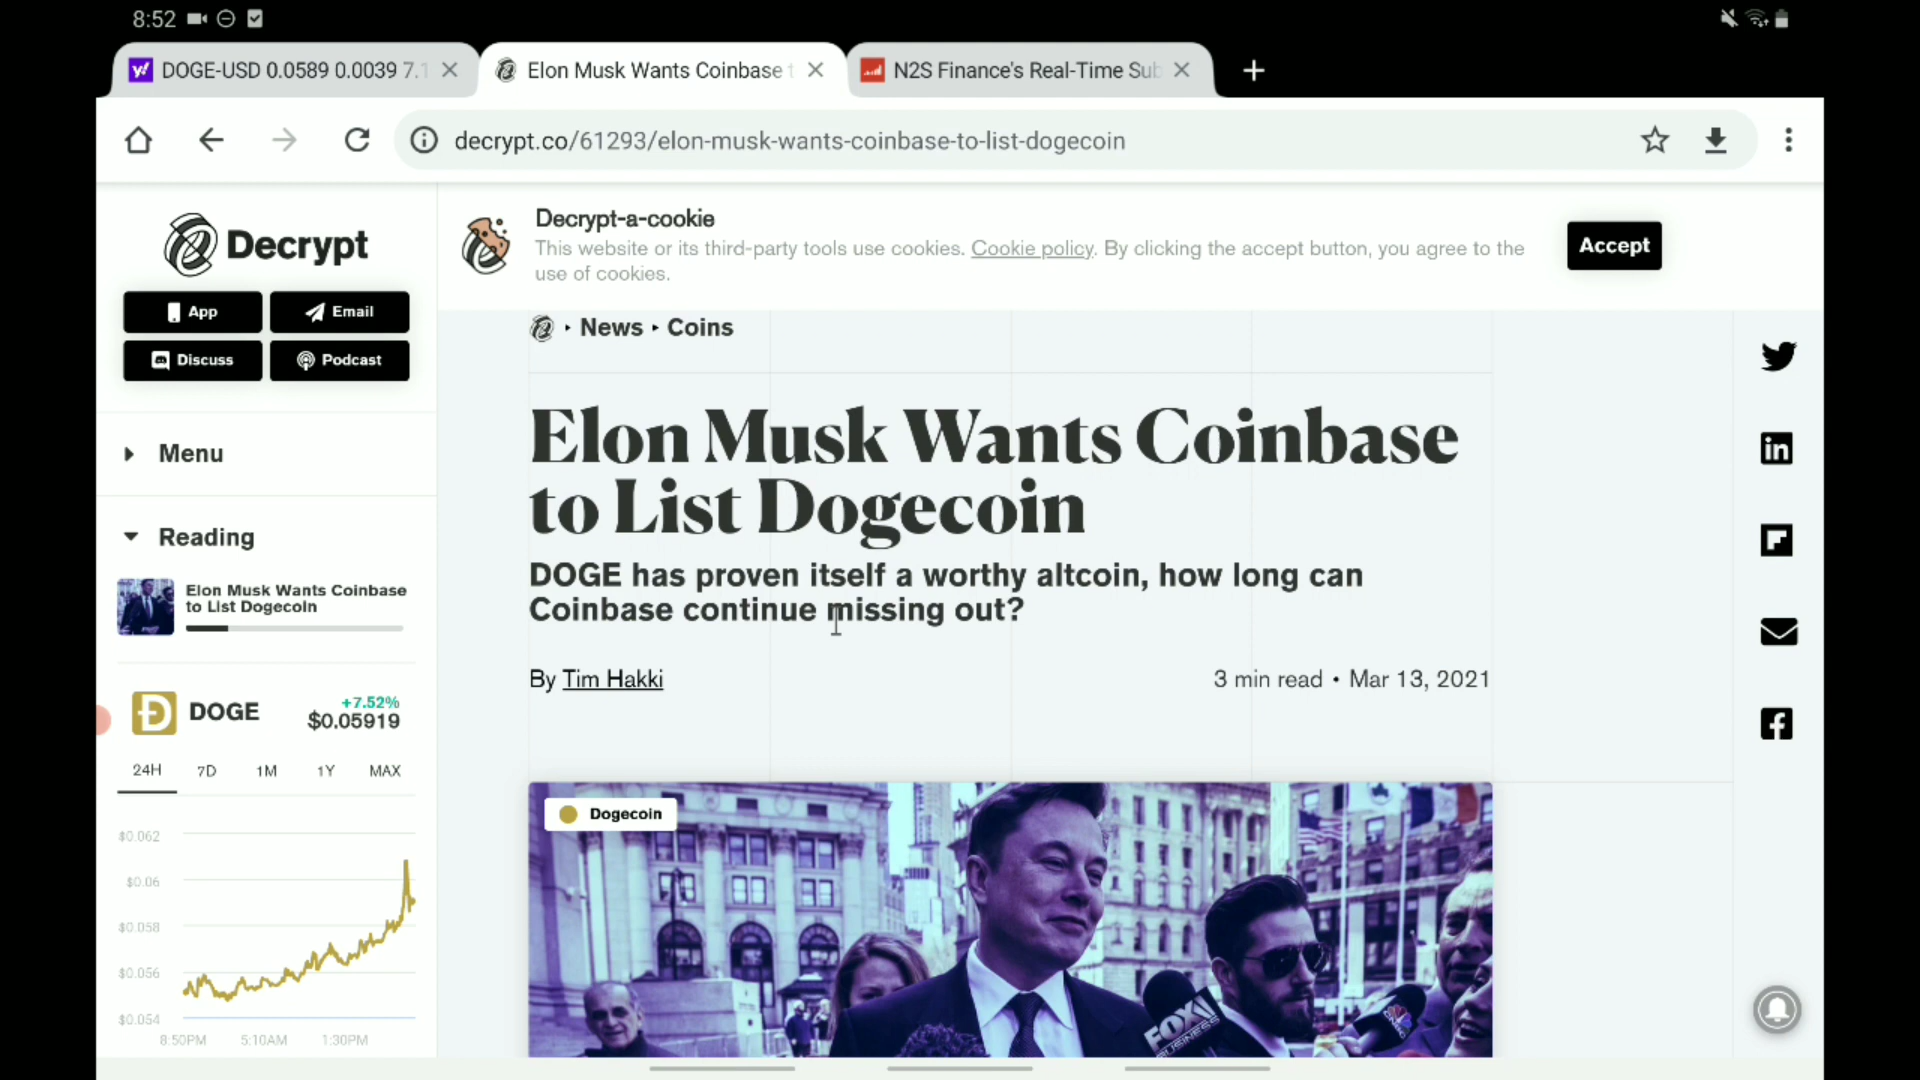 8:52
DOGE-USD 0.0589 0.0039 7.1
Elon Musk Wants Coinbase t
N2S Finance's Real-Time Sub
decrypt.co/61293/elon-musk-wants-coinbase-to-list-dogecoin
Decrypt
App
Email
Discuss
Podcast
Menu
Reading
Elon Musk Wants Coinbase
to List Dogecoin
DOGE
+7.52%
$0.05919
24H 7D 1M 1Y MAX
$0.062
$0.06
$0.058
$0.056
$0.054
8:50PM 5:10AM 1:30PM
Decrypt-a-cookie
This website or its third-party tools use cookies. Cookie policy. By clicking the accept button, you agree to the
use of cookies.
Accept
News ‣ Coins
Elon Musk Wants Coinbase
to List Dogecoin
DOGE has proven itself a worthy altcoin, how long can
Coinbase continue missing out?
By Tim Hakki
3 min read • Mar 13, 2021
Dogecoin
FOX
BUSINESS
CNBC